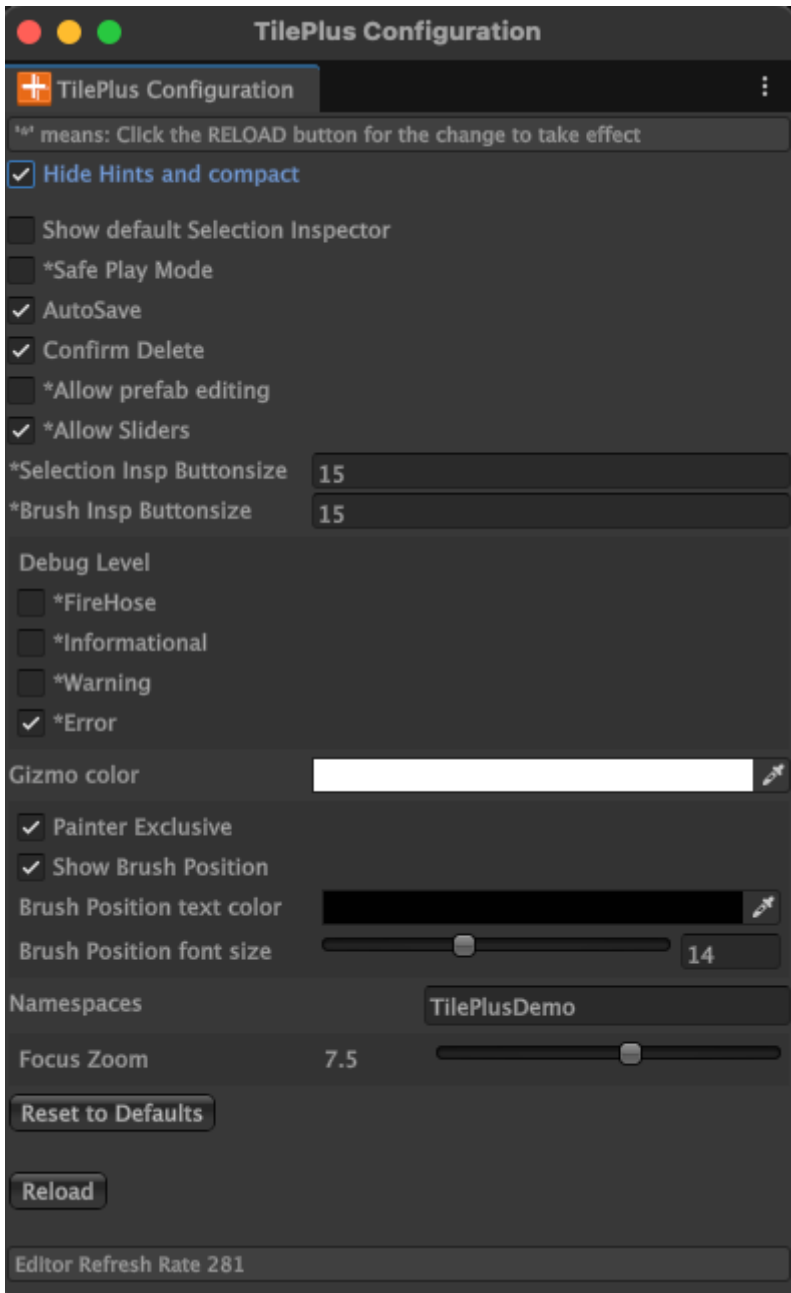 TilePlus Configuration
TilePlus Configuration
'*' means: Click the RELOAD button for the change to take effect
Hide Hints and compact
Show default Selection Inspector
*Safe Play Mode
AutoSave
Confirm Delete
*Allow prefab editing
*Allow Sliders
*Selection Insp Buttonsize 15
*Brush Insp Buttonsize 15
Debug Level
*FireHose
*Informational
*Warning
*Error
Gizmo color
Painter Exclusive
Show Brush Position
Brush Position text color
Brush Position font size 14
Namespaces TilePlusDemo
Focus Zoom 7.5
Reset to Defaults
Reload
Editor Refresh Rate 281